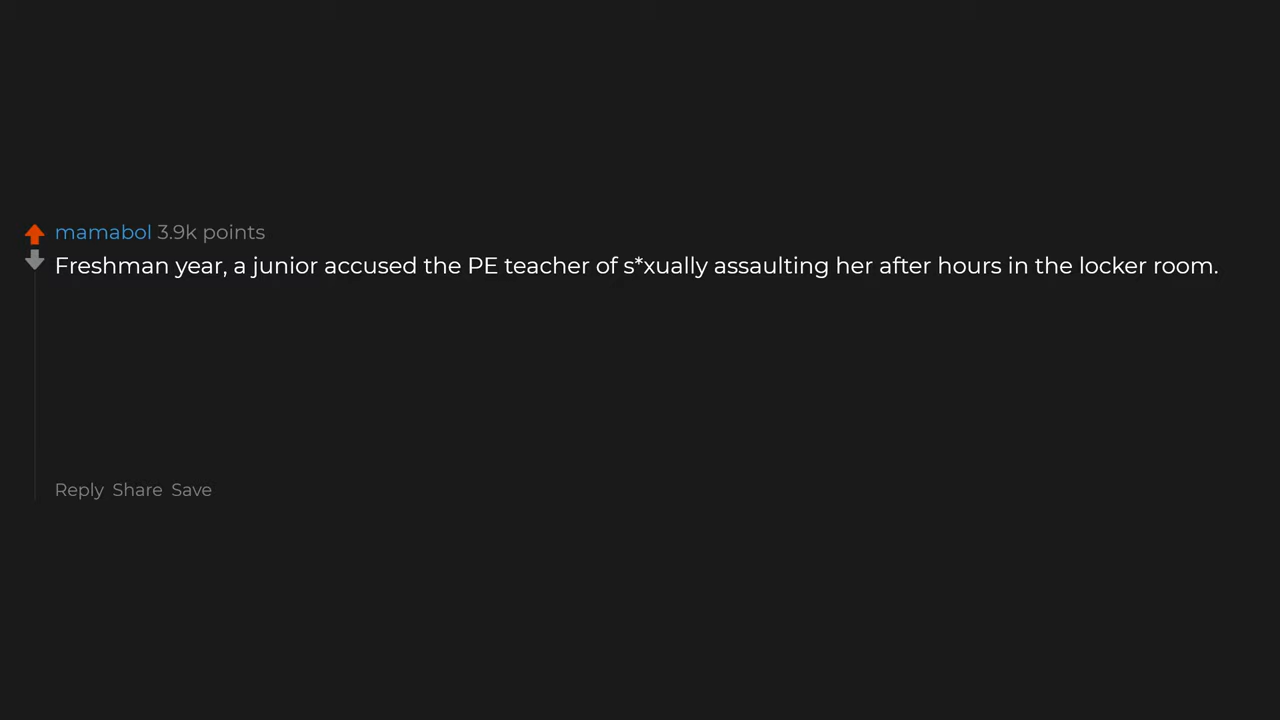 mamabol 3.9k points
Freshman year, a junior accused the PE teacher of s*xually assaulting her after hours in the locker room.
Reply Share Save